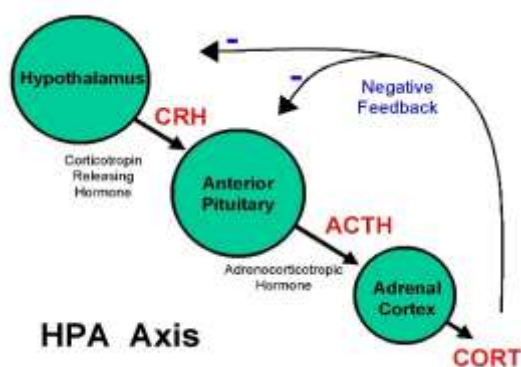 -
Hypothalamus
-
Negative
Feedback
CRH
Corticotropin
Releasing
Hormone
Anterior
Pituitary
ACTH
Adrenocorticotropic
Hormone
Adrenal
Cortex
HPA Axis
CORT